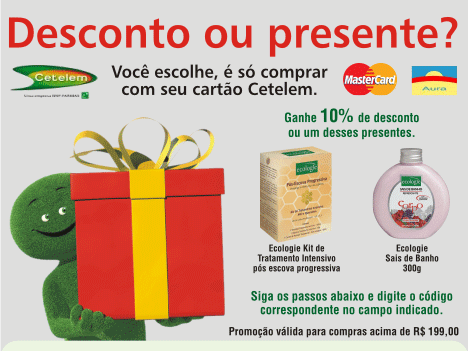 Desconto ou presente?
Cetelem
Você escolhe, é só comprar
com seu cartão Cetelem.
MasterCard
Aura
Ganhe 10% de desconto
ou um desses presentes.
ecologie
ecologie
Ecologie Kit de
Tratamento Intensivo
pós escova progressiva
Ecologie
Sais de Banho
300g
Siga os passos abaixo e digite o código
correspondente no campo indicado.
Promoção válida para compras acima de R$ 199,00